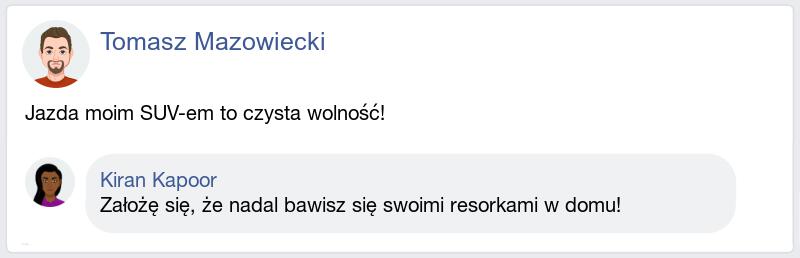 Tomasz Mazowiecki
Jazda moim SUV-em to czysta wolność!
Kiran Kapoor
Założę się, że nadal bawisz się swoimi resorkami w domu!